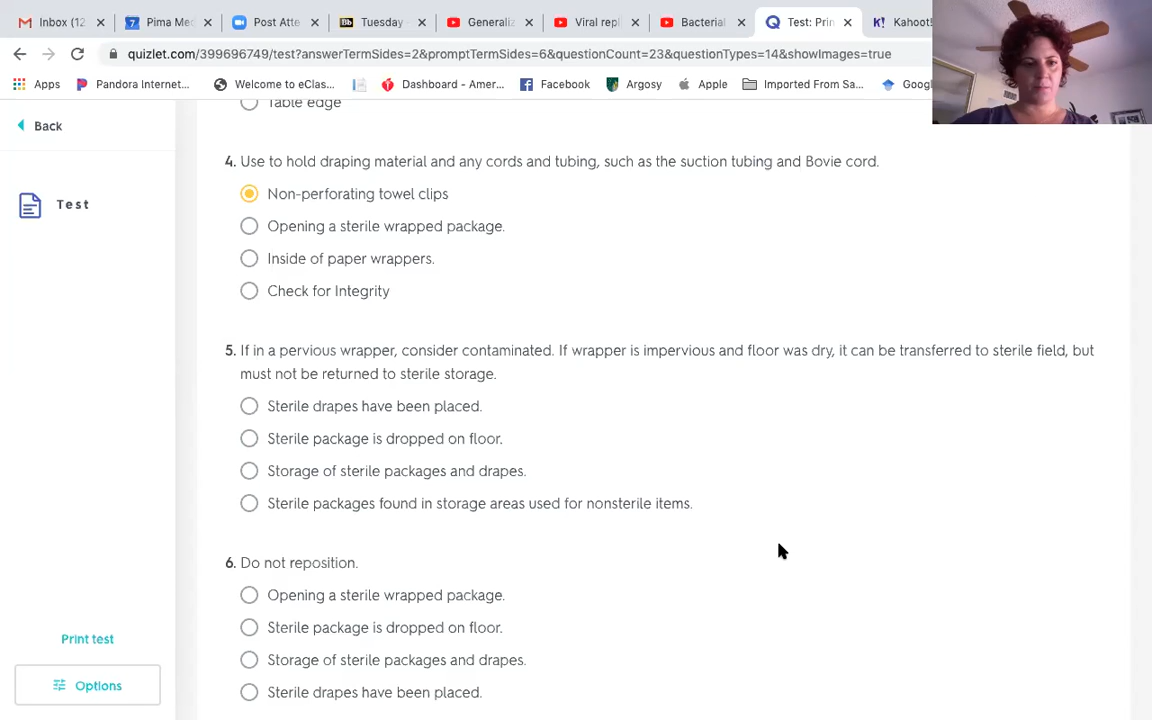 Inbox (12
Pima Mec
Post Atte
Tuesday
Generaliz
Viral repl
Bacterial
Test: Prin
Kahoot!
quizlet.com/399696749/test?answerTermSides=2&promptTermSides=6&questionCount=23&questionTypes=14&showImages=true
Apps
Pandora Internet...
Welcome to eClas...
Dashboard - Amer...
Facebook
Argosy
Apple
Imported From Sa...
Googl
Back
Test
Table edge
4. Use to hold draping material and any cords and tubing, such as the suction tubing and Bovie cord.
Non-perforating towel clips
Opening a sterile wrapped package.
Inside of paper wrappers.
Check for Integrity
5. If in a pervious wrapper, consider contaminated. If wrapper is impervious and floor was dry, it can be transferred to sterile field, but
must not be returned to sterile storage.
Sterile drapes have been placed.
Sterile package is dropped on floor.
Storage of sterile packages and drapes.
Sterile packages found in storage areas used for nonsterile items.
6. Do not reposition.
Opening a sterile wrapped package.
Sterile package is dropped on floor.
Storage of sterile packages and drapes.
Sterile drapes have been placed.
Print test
Options